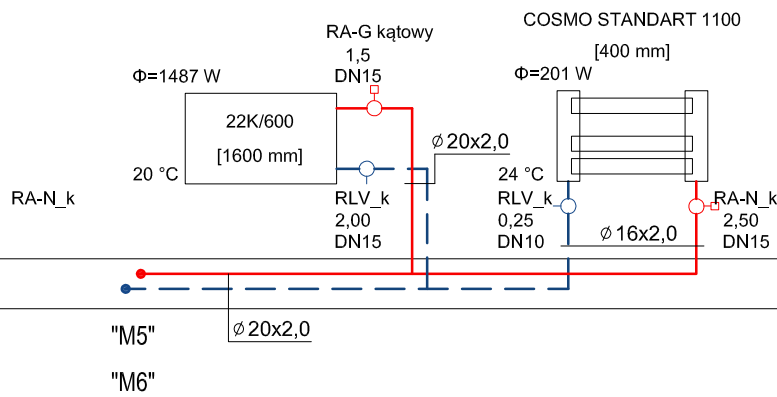 COSMO STANDART 1100
[400 mm]
Φ=201 W
RA-G kątowy
1,5
DN15
Φ=1487 W
22K/600
[1600 mm]
20 °C
Ø 20x2,0
24 °C
RA-N_k
RLV_k
2,00
DN15
RLV_k
0,25
DN10
Ø 16x2,0
RA-N_k
2,50
DN15
Ø 20x2,0
"M5"
"M6"